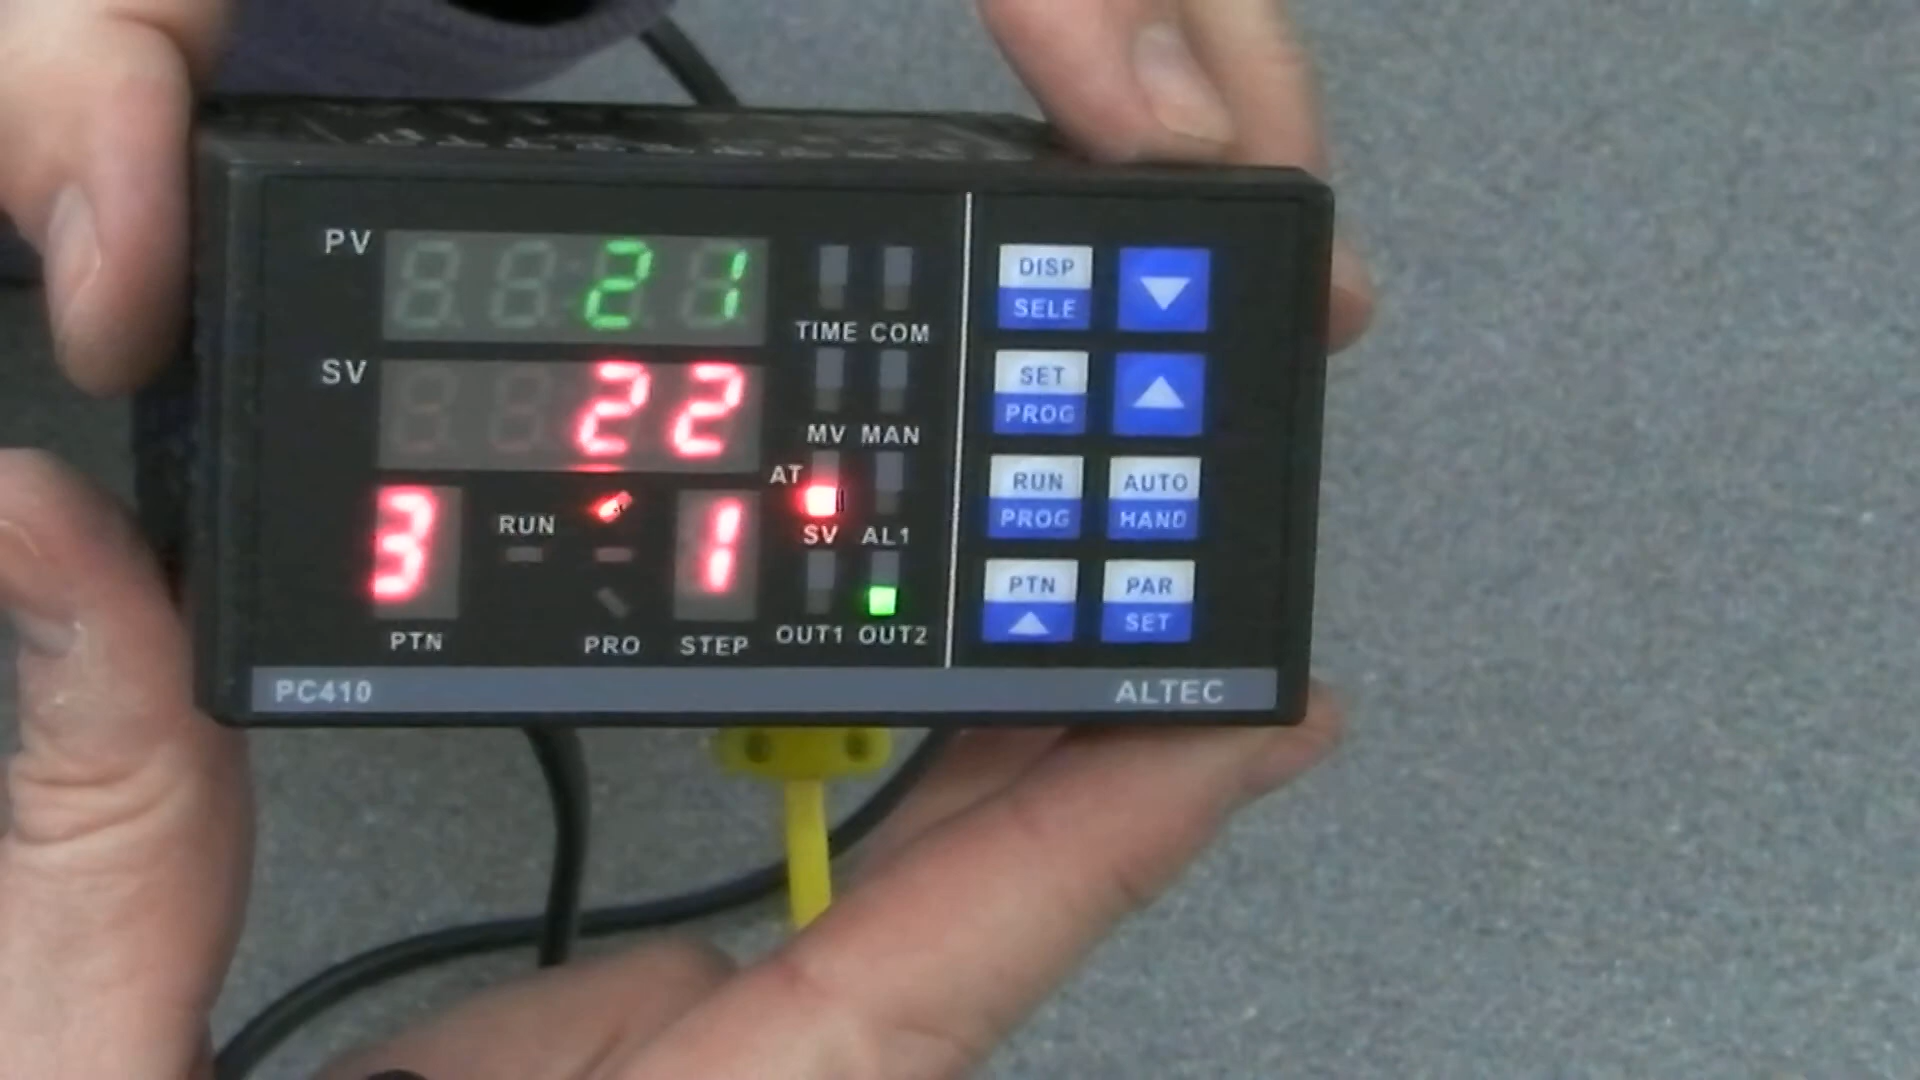 PV 21
TIME COM
SV 22
MV MAN
AT
SV AL1
3 RUN 1
PTN PRO STEP OUT1 OUT2
DISP
SELE
SET
PROG
RUN AUTO
PROG HAND
PTN PAR
SET
PC410 ALTEC